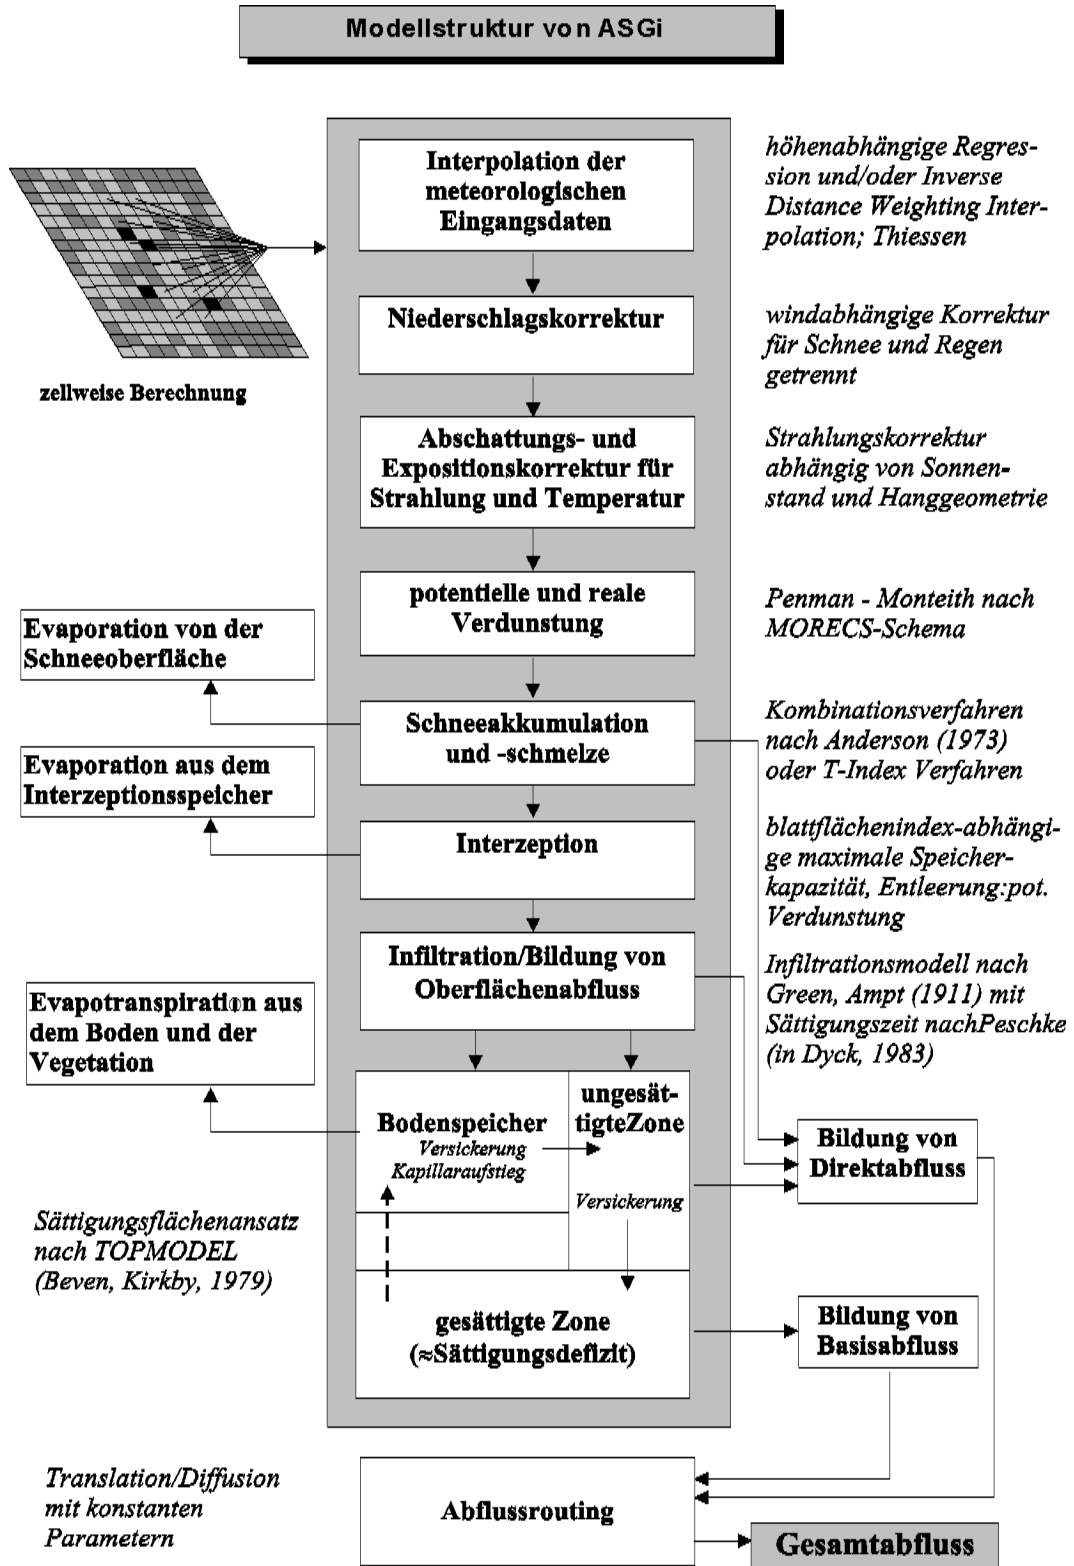 Modellstruktur von ASGi
Interpolation der
meteorologischen
Eingangsdaten
höhenabhängige Regres-
sion und/oder Inverse
Distance Weighting Inter-
polation; Thiessen
zellweise Berechnung
Niederschlagskorrektur
windabhängige Korrektur
für Schnee und Regen
getrennt
Abschattungs- und
Expositionskorrektur für
Strahlung und Temperatur
Strahlungskorrektur
abhängig von Sonnen-
stand und Hanggeometrie
potentielle und reale
Verdunstung
Penman - Monteith nach
MORECS-Schema
Evaporation von der
Schneeoberfläche
Schneeakkumulation
und -schmelze
Kombinationsverfahren
nach Anderson (1973)
oder T-Index Verfahren
Evaporation aus dem
Interzeptionsspeicher
Interzeption
blattflächenindex-abhängi-
ge maximale Speicher-
kapazität, Entleerung:pot.
Verdunstung
Infiltration/Bildung von
Oberflächenabfluss
Infiltrationsmodell nach
Green, Ampt (1911) mit
Sättigungszeit nachPeschke
(in Dyck, 1983)
Evapotranspiration aus
dem Boden und der
Vegetation
Bodenspeicher
Versickerung
Kapillaraufstieg
ungesät-
tigteZone
Versickerung
Bildung von
Direktabfluss
Sättigungsflächenansatz
nach TOPMODEL
(Beven, Kirkby, 1979)
gesättigte Zone
(≈Sättigungsdefizit)
Bildung von
Basisabfluss
Translation/Diffusion
mit konstanten
Parametern
Abflussrouting
Gesamtabfluss